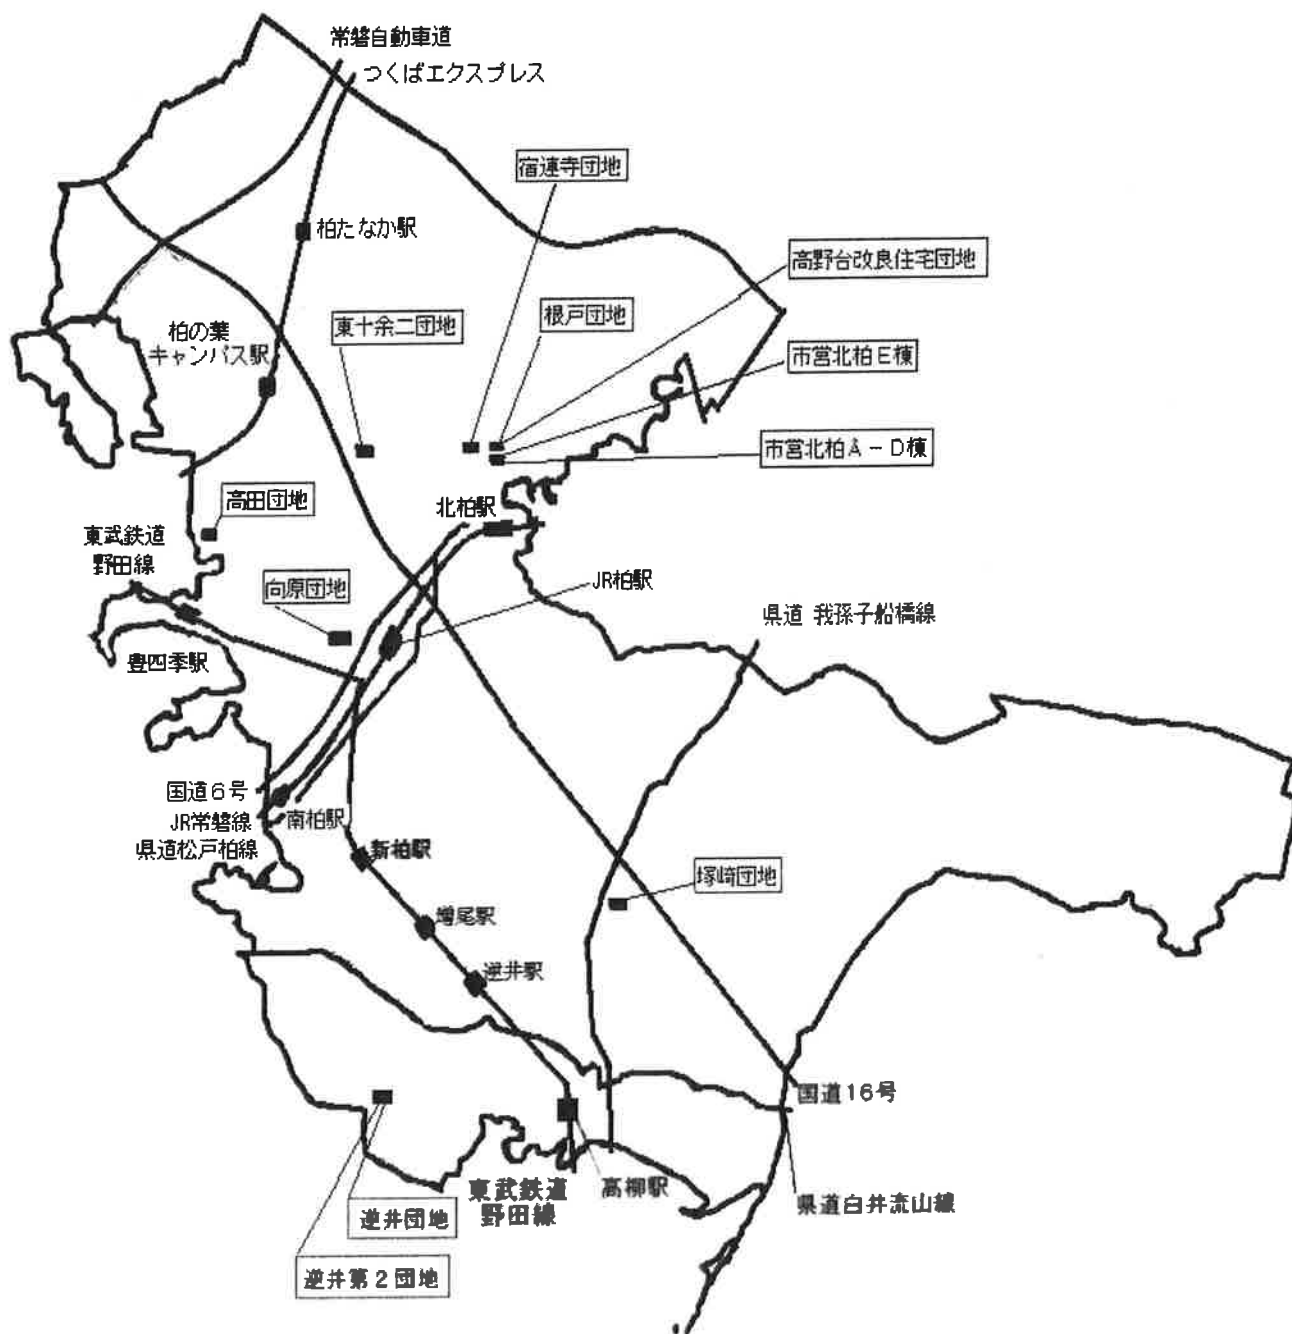 常磐自動車道
つくばエクスプレス
宿連寺団地
柏たなか駅
高野台改良住宅団地
根戸団地
東十余二団地
柏の葉
キャンパス駅
市営北柏E棟
市営北柏A－D棟
高田団地
北柏駅
東武鉄道
野田線
向原団地
JR柏駅
県道 我孫子船橋線
豊四季駅
国道6号
南柏駅
JR常磐線
県道松戸柏線
新柏駅
塚崎団地
増尾駅
逆井駅
国道16号
東武鉄道
野田線
高柳駅
県道白井流山線
逆井団地
逆井第2団地